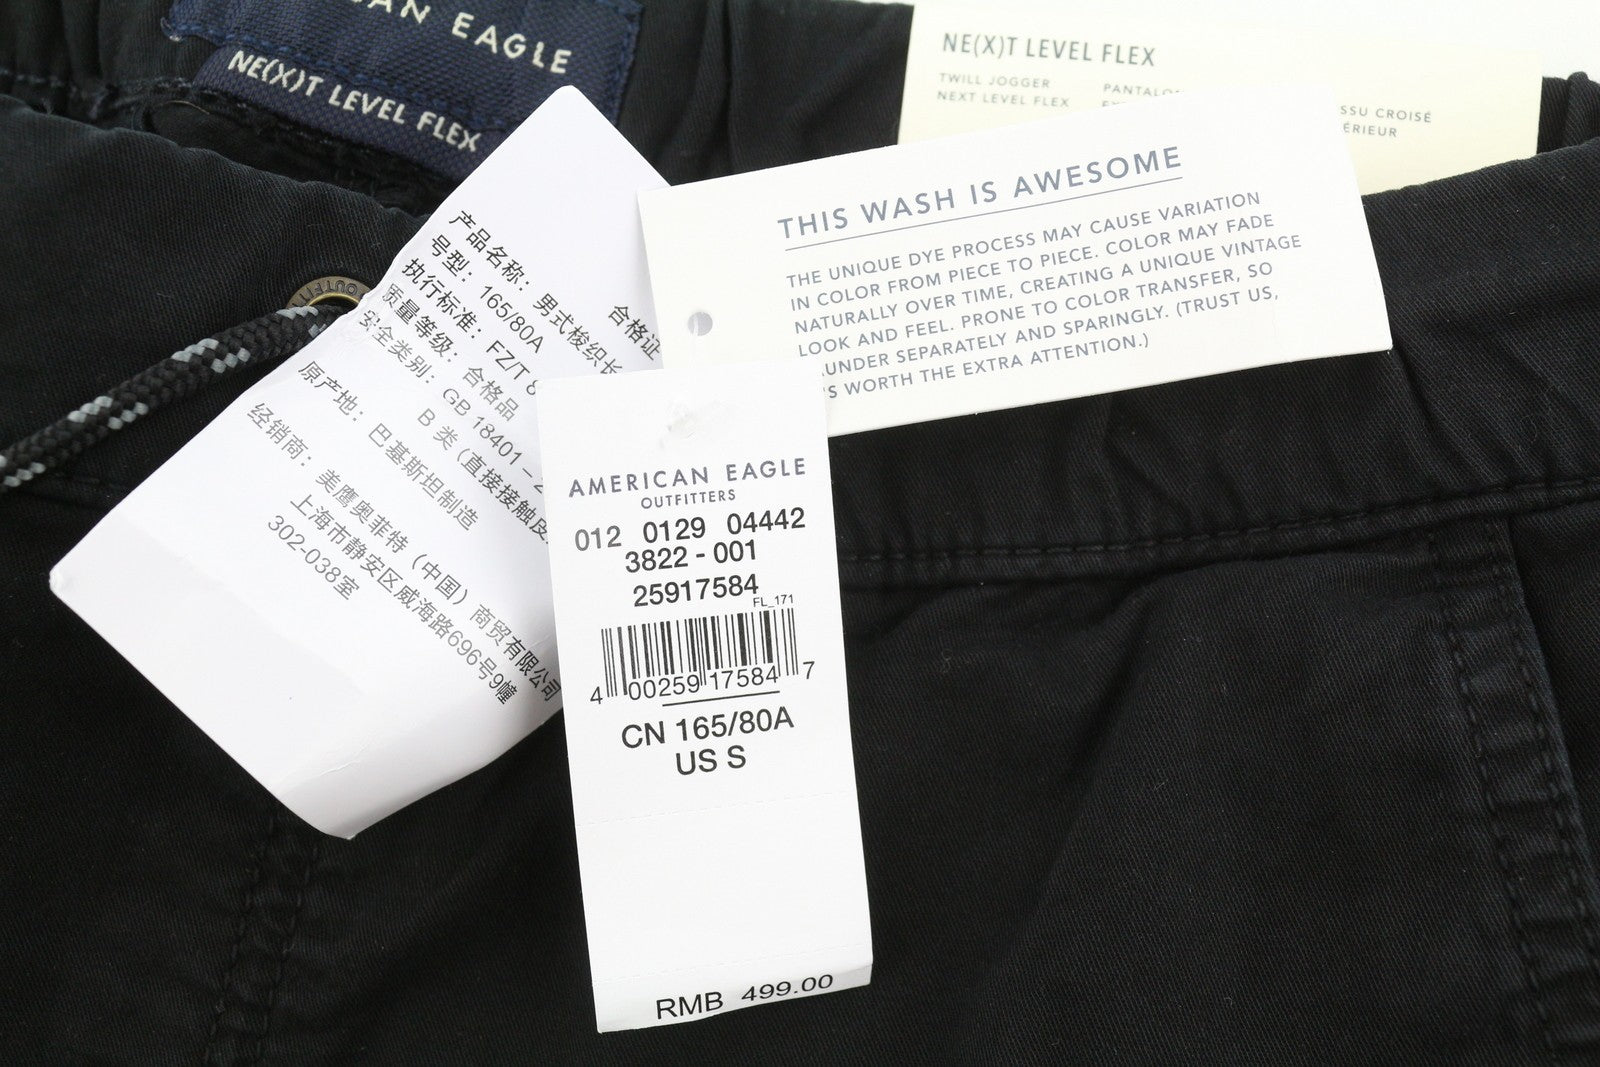 AN EAGLE
NE(X)T LEVEL FLEX
NE(X)T LEVEL FLEX
TWILL JOGGER
NEXT LEVEL FLEX
CROISÉ
THIS WASH IS AWESOME
THE UNIQUE DYE PROCESS MAY CAUSE VARIATION
IN COLOR FROM PIECE TO PIECE. COLOR MAY FADE
NATURALLY OVER TIME, CREATING A UNIQUE VINTAGE
LOOK AND FEEL. PRONE TO COLOR TRANSFER, SO
UNDER SEPARATELY AND SPARINGLY. (TRUST US,
'S WORTH THE EXTRA ATTENTION.)
合格证
产品名称: 男式梭织长
号型: 165/80A
执行标准: FZ/T 8
质量等级: 合格品
安全类别: GB 18401-2
B 类 (直接接触皮
原产地: 巴基斯坦制造
经销商: 美鹰奥菲特 (中国) 商贸有限公司
上海市静安区威海路696号9幢
302-038室
AMERICAN EAGLE
OUTFITTERS
012 0129 04442
3822 - 001
25917584
FL_171
4 00259 17584 7
CN 165/80A
US S
RMB 499.00